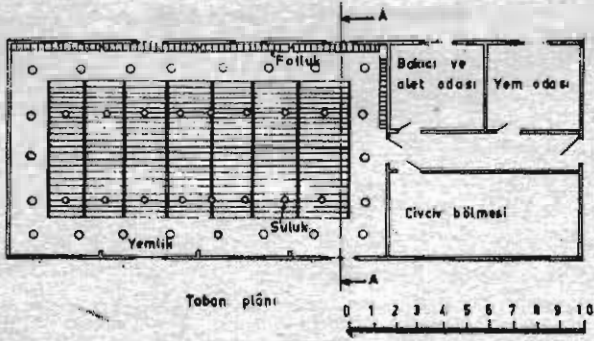 A
Folluk
Bakıcı ve
alet odası
Yem odası
Suluk
Yemlik
Civciv bölmesi
A
Taban plânı
0 1 2 3 4 5 6 7 8 9 10